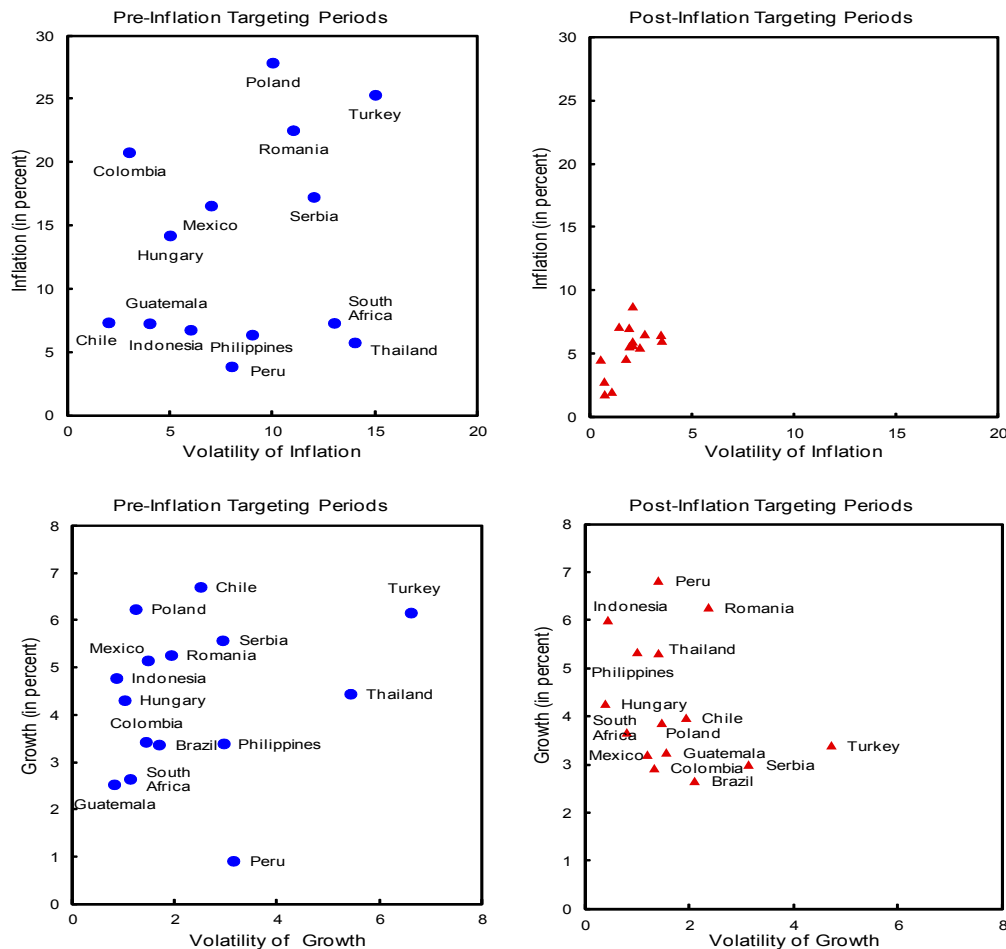 Pre-Inflation Targeting Periods
Inflation (in percent)
30
25
20
15
10
5
0
Poland
Turkey
Romania
Colombia
Mexico
Serbia
Hungary
Guatemala
South
Africa
Chile
Indonesia
Philippines
Thailand
Peru
0 5 10 15 20
Volatility of Inflation
Post-Inflation Targeting Periods
Inflation (in percent)
30
25
20
15
10
5
0
0 5 10 15 20
Volatility of Inflation
Pre-Inflation Targeting Periods
Growth (in percent)
8
7
6
5
4
3
2
1
0
Chile
Turkey
Poland
Serbia
Mexico
Romania
Indonesia
Thailand
Hungary
Colombia
Brazil
Philippines
South
Africa
Guatemala
Peru
0 2 4 6 8
Volatility of Growth
Post-Inflation Targeting Periods
Growth (in percent)
8
7
6
5
4
3
2
1
0
Peru
Indonesia
Romania
Thailand
Philippines
Hungary
Chile
South
Africa
Poland
Turkey
Mexico
Guatemala
Serbia
Colombia
Brazil
0 2 4 6 8
Volatility of Growth